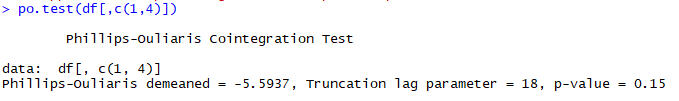 > po.test(df[,c(1,4)])
Phillips-Ouliaris Cointegration Test
data:  df[, c(1, 4)]
Phillips-Ouliaris demeaned = -5.5937, Truncation lag parameter = 18, p-value = 0.15